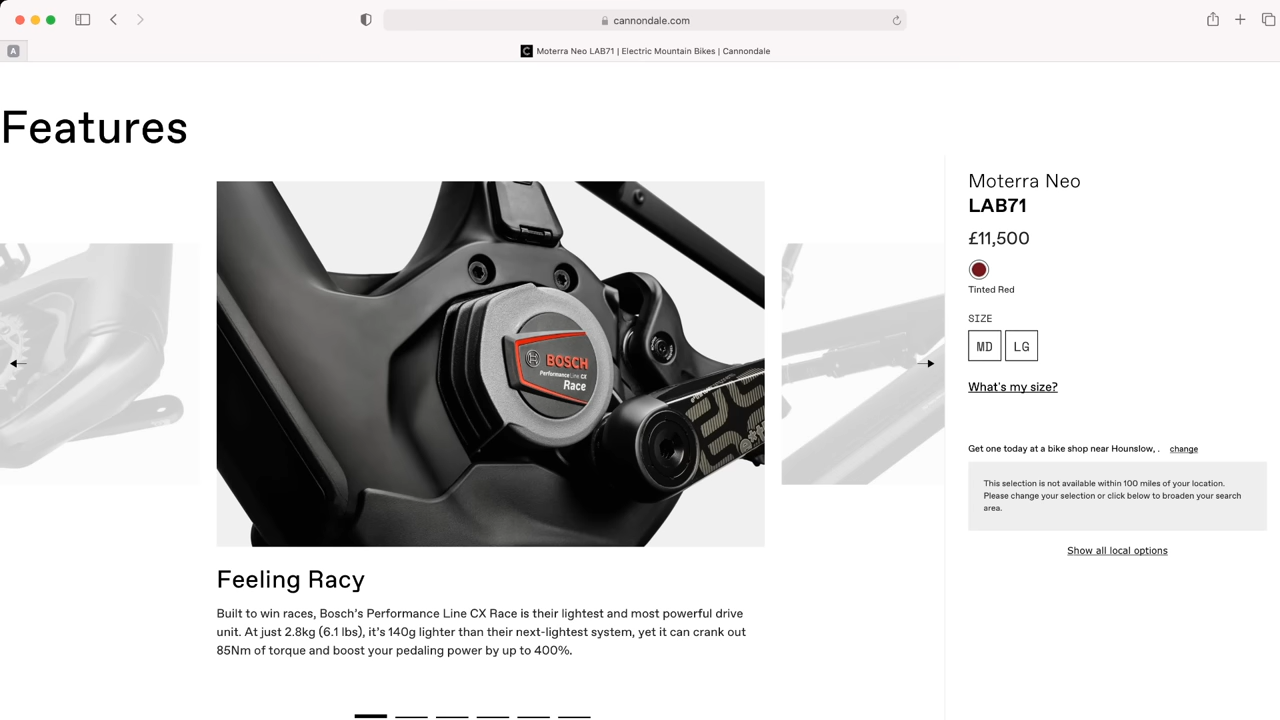 cannondale.com
A
C Moterra Neo LAB71 | Electric Mountain Bikes | Cannondale
Features
BOSCH
Performance Line CX
Race
Moterra Neo
LAB71
£11,500
Tinted Red
SIZE
MD LG
What's my size?
Get one today at a bike shop near Hounslow, . change
This selection is not available within 100 miles of your location.
Please change your selection or click below to broaden your search
area.
Show all local options
Feeling Racy
Built to win races, Bosch’s Performance Line CX Race is their lightest and most powerful drive
unit. At just 2.8kg (6.1 lbs), it’s 140g lighter than their next-lightest system, yet it can crank out
85Nm of torque and boost your pedaling power by up to 400%.